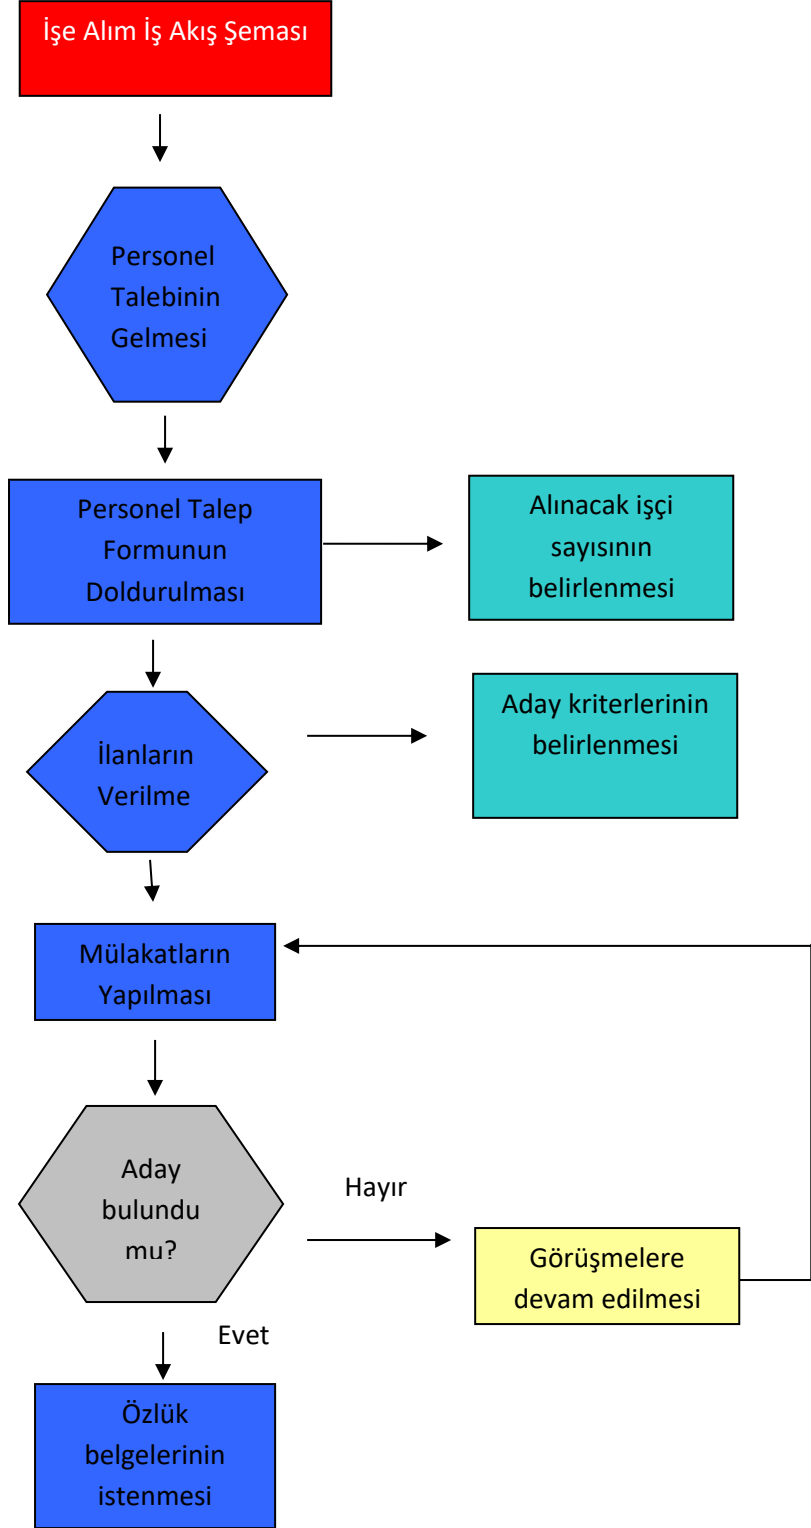 İşe Alım İş Akış Şeması
Personel
Talebinin
Gelmesi
Personel Talep
Formunun
Doldurulması
Alınacak işçi
sayısının
belirlenmesi
İlanların
Verilme
Aday kriterlerinin
belirlenmesi
Mülakatların
Yapılması
Aday
bulundu
mu?
Hayır
Görüşmelere
devam edilmesi
Evet
Özlük
belgelerinin
istenmesi